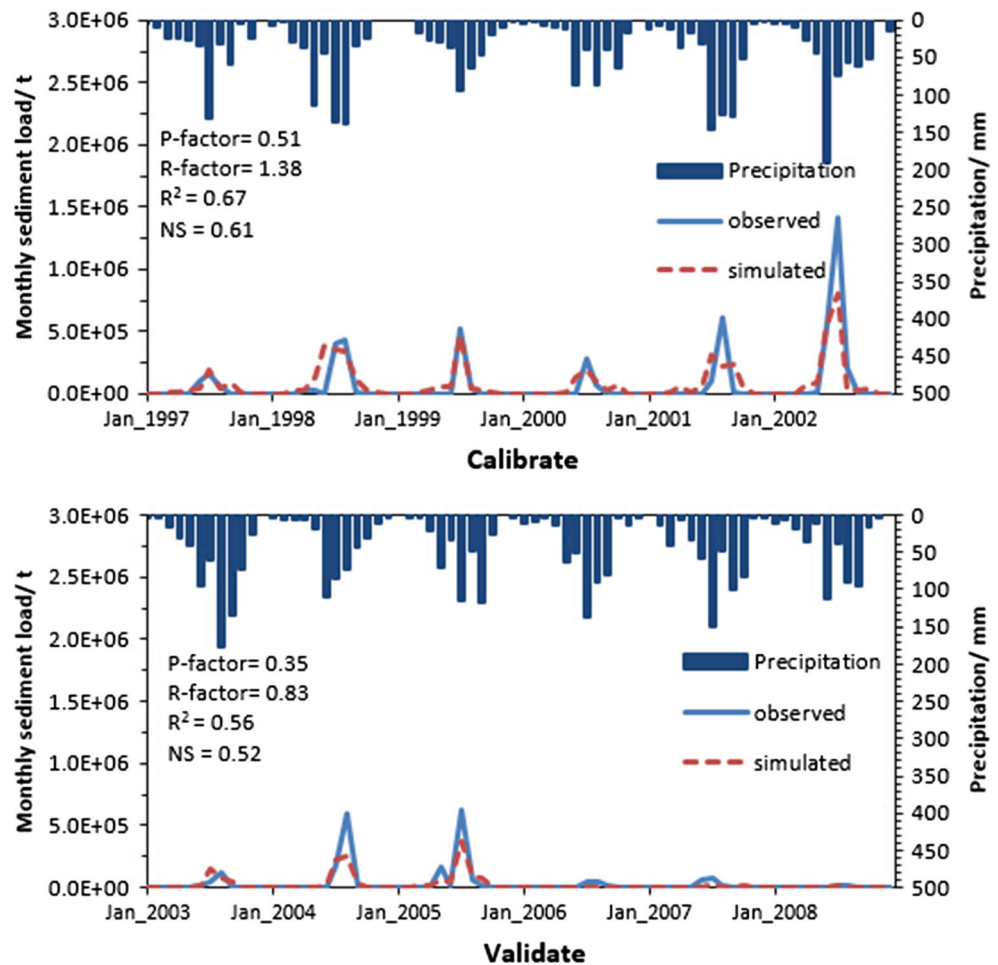 Monthly sediment load/ t
3.0E+06
2.5E+06
2.0E+06
1.5E+06
1.0E+06
5.0E+05
0.0E+00
P-factor= 0.51
R-factor= 1.38
R² = 0.67
NS = 0.61
Precipitation
observed
simulated
0
50
100
150
200
250
300
350
400
450
500
Precipitation/ mm
Jan_1997 Jan_1998 Jan_1999 Jan_2000 Jan_2001 Jan_2002
Calibrate
Monthly sediment load/ t
3.0E+06
2.5E+06
2.0E+06
1.5E+06
1.0E+06
5.0E+05
0.0E+00
P-factor= 0.35
R-factor= 0.83
R² = 0.56
NS = 0.52
Precipitation
observed
simulated
0
50
100
150
200
250
300
350
400
450
500
Precipitation/ mm
Jan_2003 Jan_2004 Jan_2005 Jan_2006 Jan_2007 Jan_2008
Validate